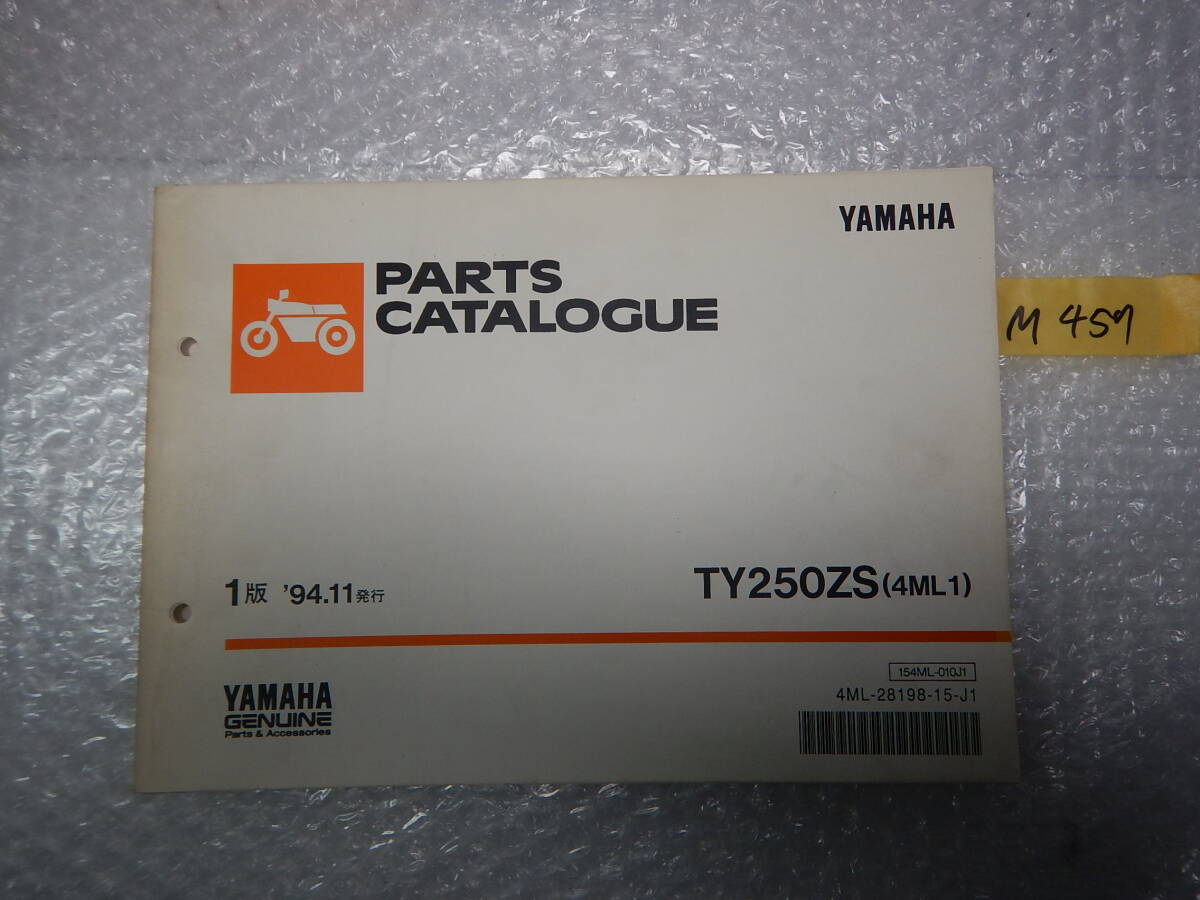 YAMAHA
PARTS
CATALOGUE
M 457
1版 '94.11発行
TY250ZS(4ML1)
154ML-010J1
4ML-28198-15-J1
YAMAHA
GENUINE
Parts & Accessories